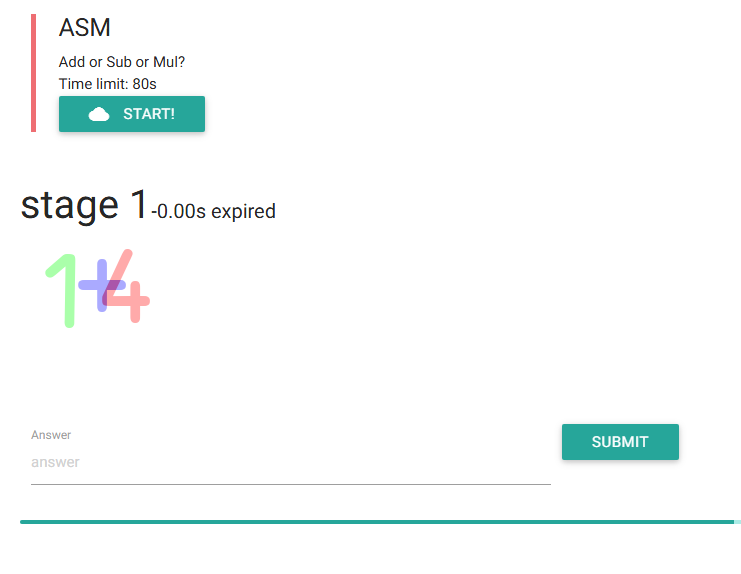 ASM
Add or Sub or Mul?
Time limit: 80s
START!
stage 1-0.00s expired
1+4
Answer
answer
SUBMIT